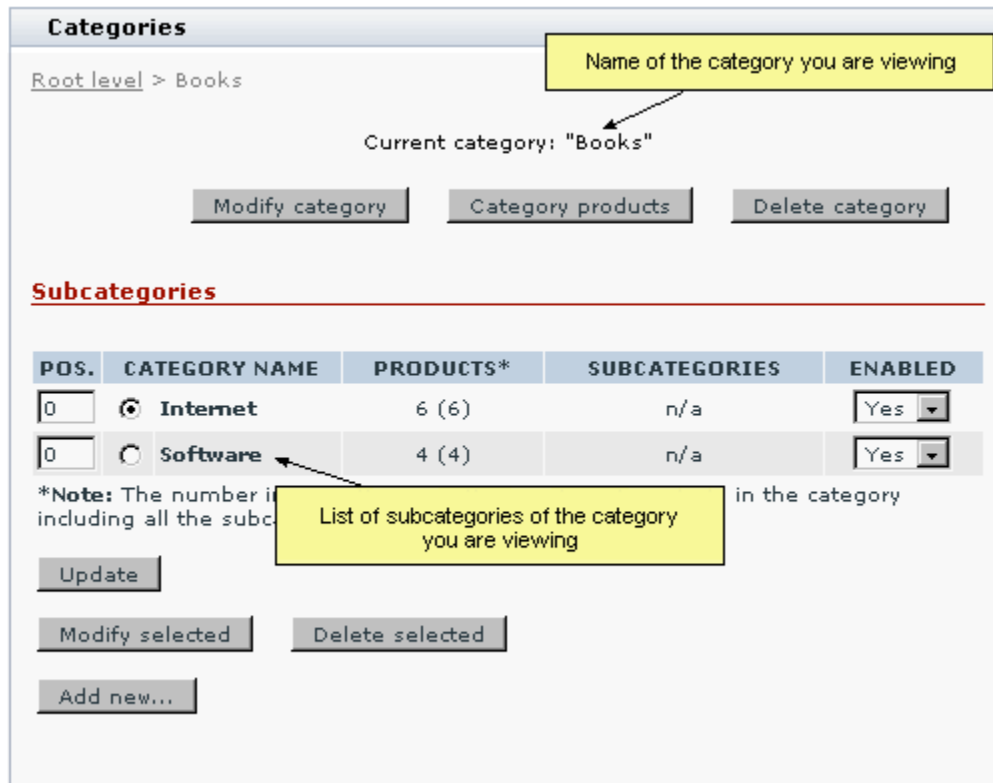 Categories
Name of the category you are viewing
Root level > Books
Current category: "Books"
Modify category Category products Delete category
Subcategories
POS. CATEGORY NAME PRODUCTS* SUBCATEGORIES ENABLED
0 Internet 6 (6) n/a Yes
0 Software 4 (4) n/a Yes
*Note: The number in the category
including all the
List of subcategories of the category
you are viewing
Update
Modify selected Delete selected
Add new...